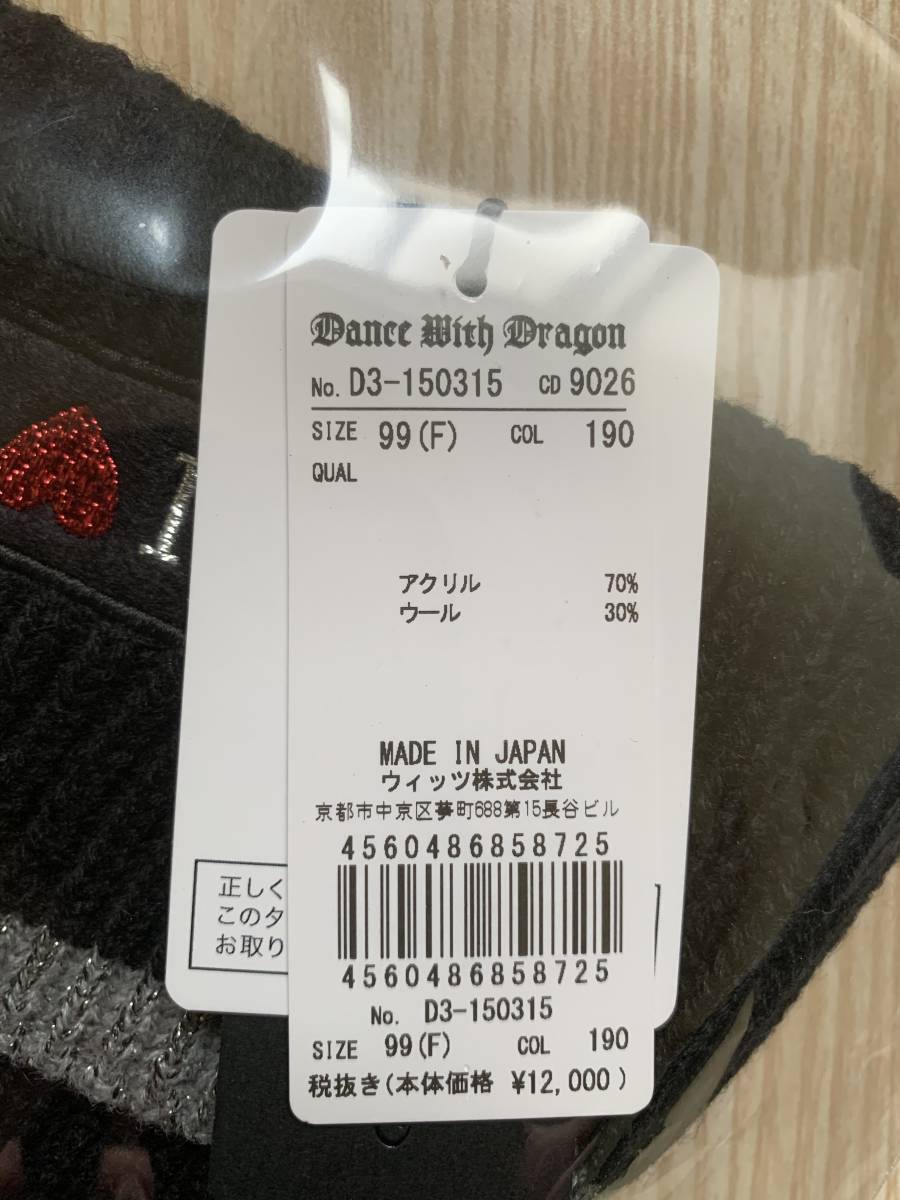 Dance With Dragon
No. D3-150315 CD 9026
SIZE 99(F) COL 190
QUAL
アクリル 70%
ウール 30%
MADE IN JAPAN
ウィッツ株式会社
京都市中京区夢町688第15長谷ビル
4560486858725
4560486858725
No. D3-150315
SIZE 99(F) COL 190
税抜き(本体価格 ¥12,000)
正しく
このタ
お取り